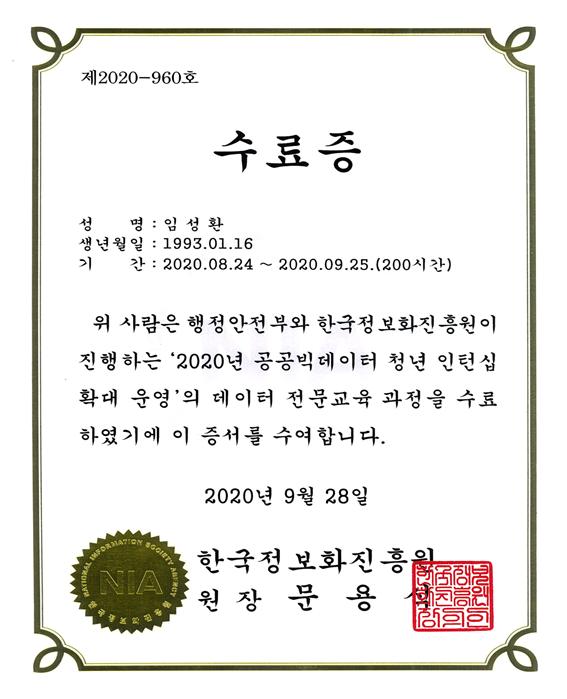 제2020-960호
수료증
성 명 : 임성환
생년월일 : 1993.01.16
기 간 : 2020.08.24 ~ 2020.09.25.(200시간)
위 사람은 행정안전부와 한국정보화진흥원이
진행하는 '2020년 공공빅데이터 청년 인턴십
확대 운영'의 데이터 전문교육 과정을 수료
하였기에 이 증서를 수여합니다.
2020년 9월 28일
한국정보화진흥원
원장 문용식
NATIONAL INFORMATION SOCIETY AGENCY
NIA
한국정보화진흥원